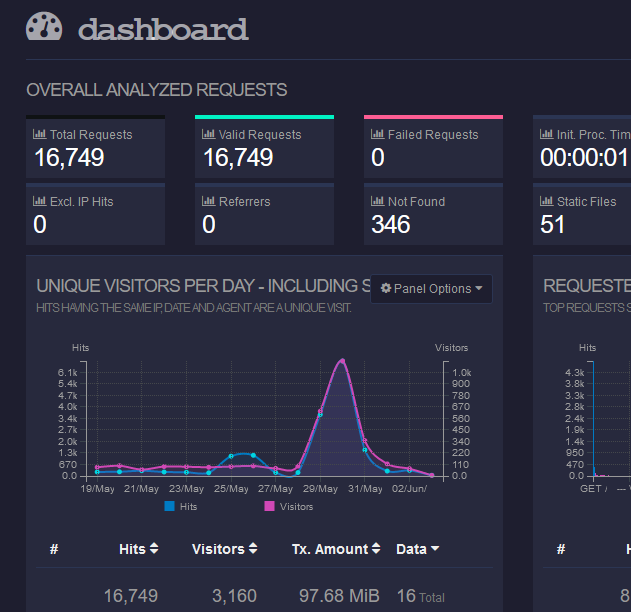 dashboard
OVERALL ANALYZED REQUESTS
Total Requests
16,749
Valid Requests
16,749
Failed Requests
0
Init. Proc. Tim
00:00:01
Excl. IP Hits
0
Referrers
0
Not Found
346
Static Files
51
UNIQUE VISITORS PER DAY - INCLUDING S
Panel Options
HITS HAVING THE SAME IP, DATE AND AGENT ARE A UNIQUE VISIT.
Hits
Visitors
6.1k
5.4k
4.7k
4.0k
3.4k
2.7k
2.0k
1.3k
670
0.0
1.0k
900
780
670
560
450
340
220
110
0.0
19/May 21/May 23/May 25/May 27/May 29/May 31/May 02/Jun/
Hits Visitors
# Hits Visitors Tx. Amount Data
16,749 3,160 97.68 MiB 16 Total
REQUESTE
TOP REQUESTS S
Hits
4.3k
3.8k
3.3k
2.8k
2.4k
1.9k
1.4k
950
470
0.0
GET / --- V
# H
8